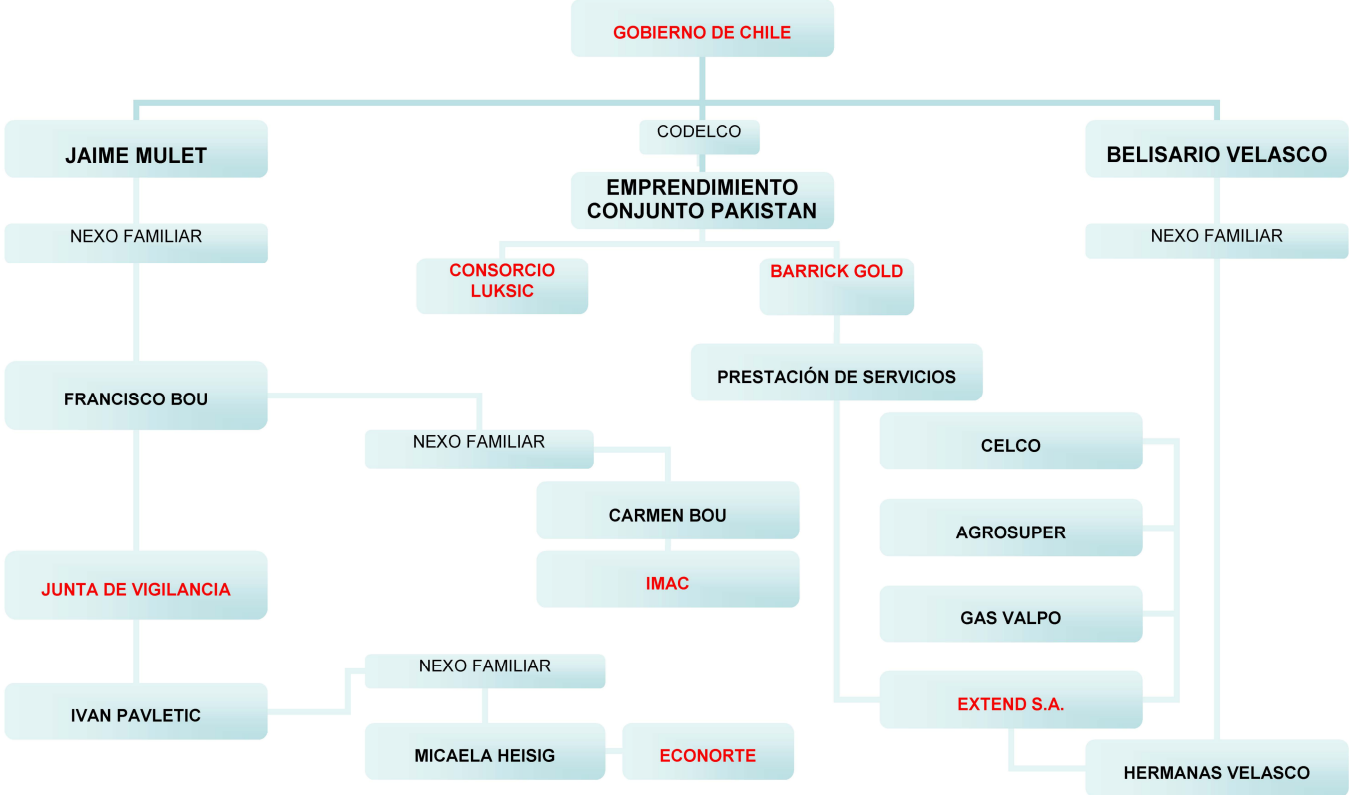 GOBIERNO DE CHILE
JAIME MULET
CODELCO
BELISARIO VELASCO
EMPRENDIMIENTO
CONJUNTO PAKISTAN
NEXO FAMILIAR
NEXO FAMILIAR
CONSORCIO
LUKSIC
BARRICK GOLD
PRESTACIÓN DE SERVICIOS
FRANCISCO BOU
NEXO FAMILIAR
CELCO
CARMEN BOU
AGROSUPER
JUNTA DE VIGILANCIA
IMAC
GAS VALPO
NEXO FAMILIAR
IVAN PAVLETIC
EXTEND S.A.
MICAELA HEISIG
ECONORTE
HERMANAS VELASCO